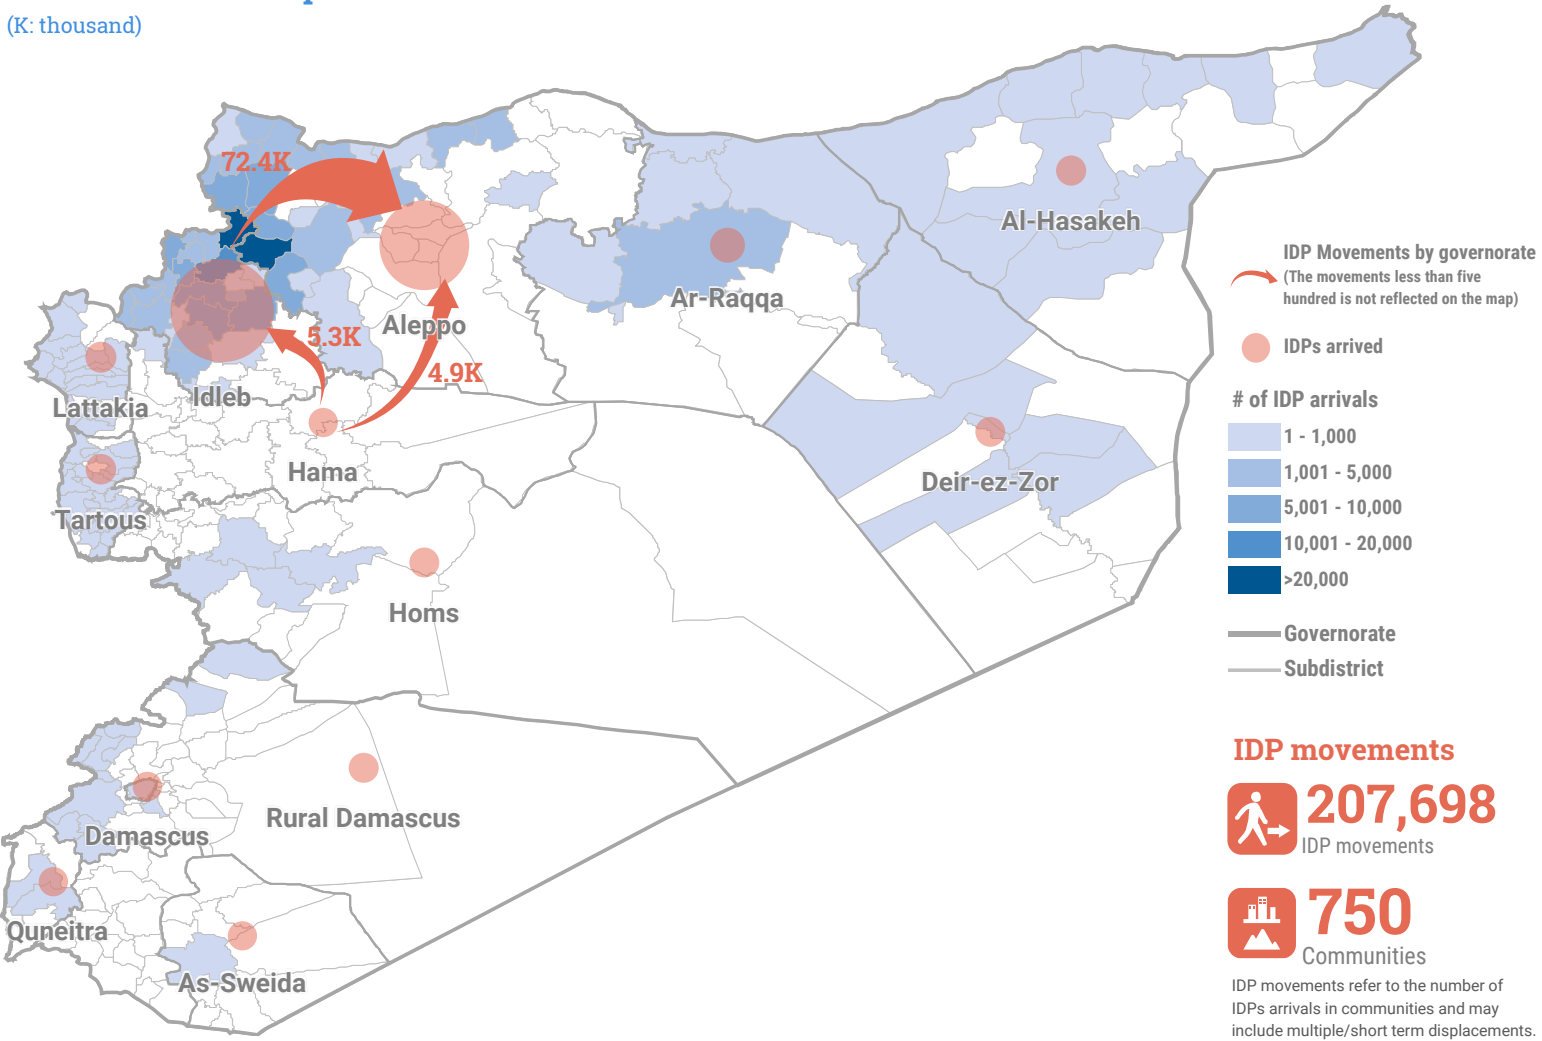 (K: thousand)
72.4K
Al-Hasakeh
Ar-Raqqa
Aleppo
5.3K
4.9K
Idleb
Lattakia
Hama
Deir-ez-Zor
Tartous
Homs
Rural Damascus
Damascus
Quneitra
As-Sweida
IDP Movements by governorate
(The movements less than five
hundred is not reflected on the map)
IDPs arrived
# of IDP arrivals
1 - 1,000
1,001 - 5,000
5,001 - 10,000
10,001 - 20,000
>20,000
Governorate
Subdistrict
IDP movements
207,698
IDP movements
750
Communities
IDP movements refer to the number of
IDPs arrivals in communities and may
include multiple/short term displacements.